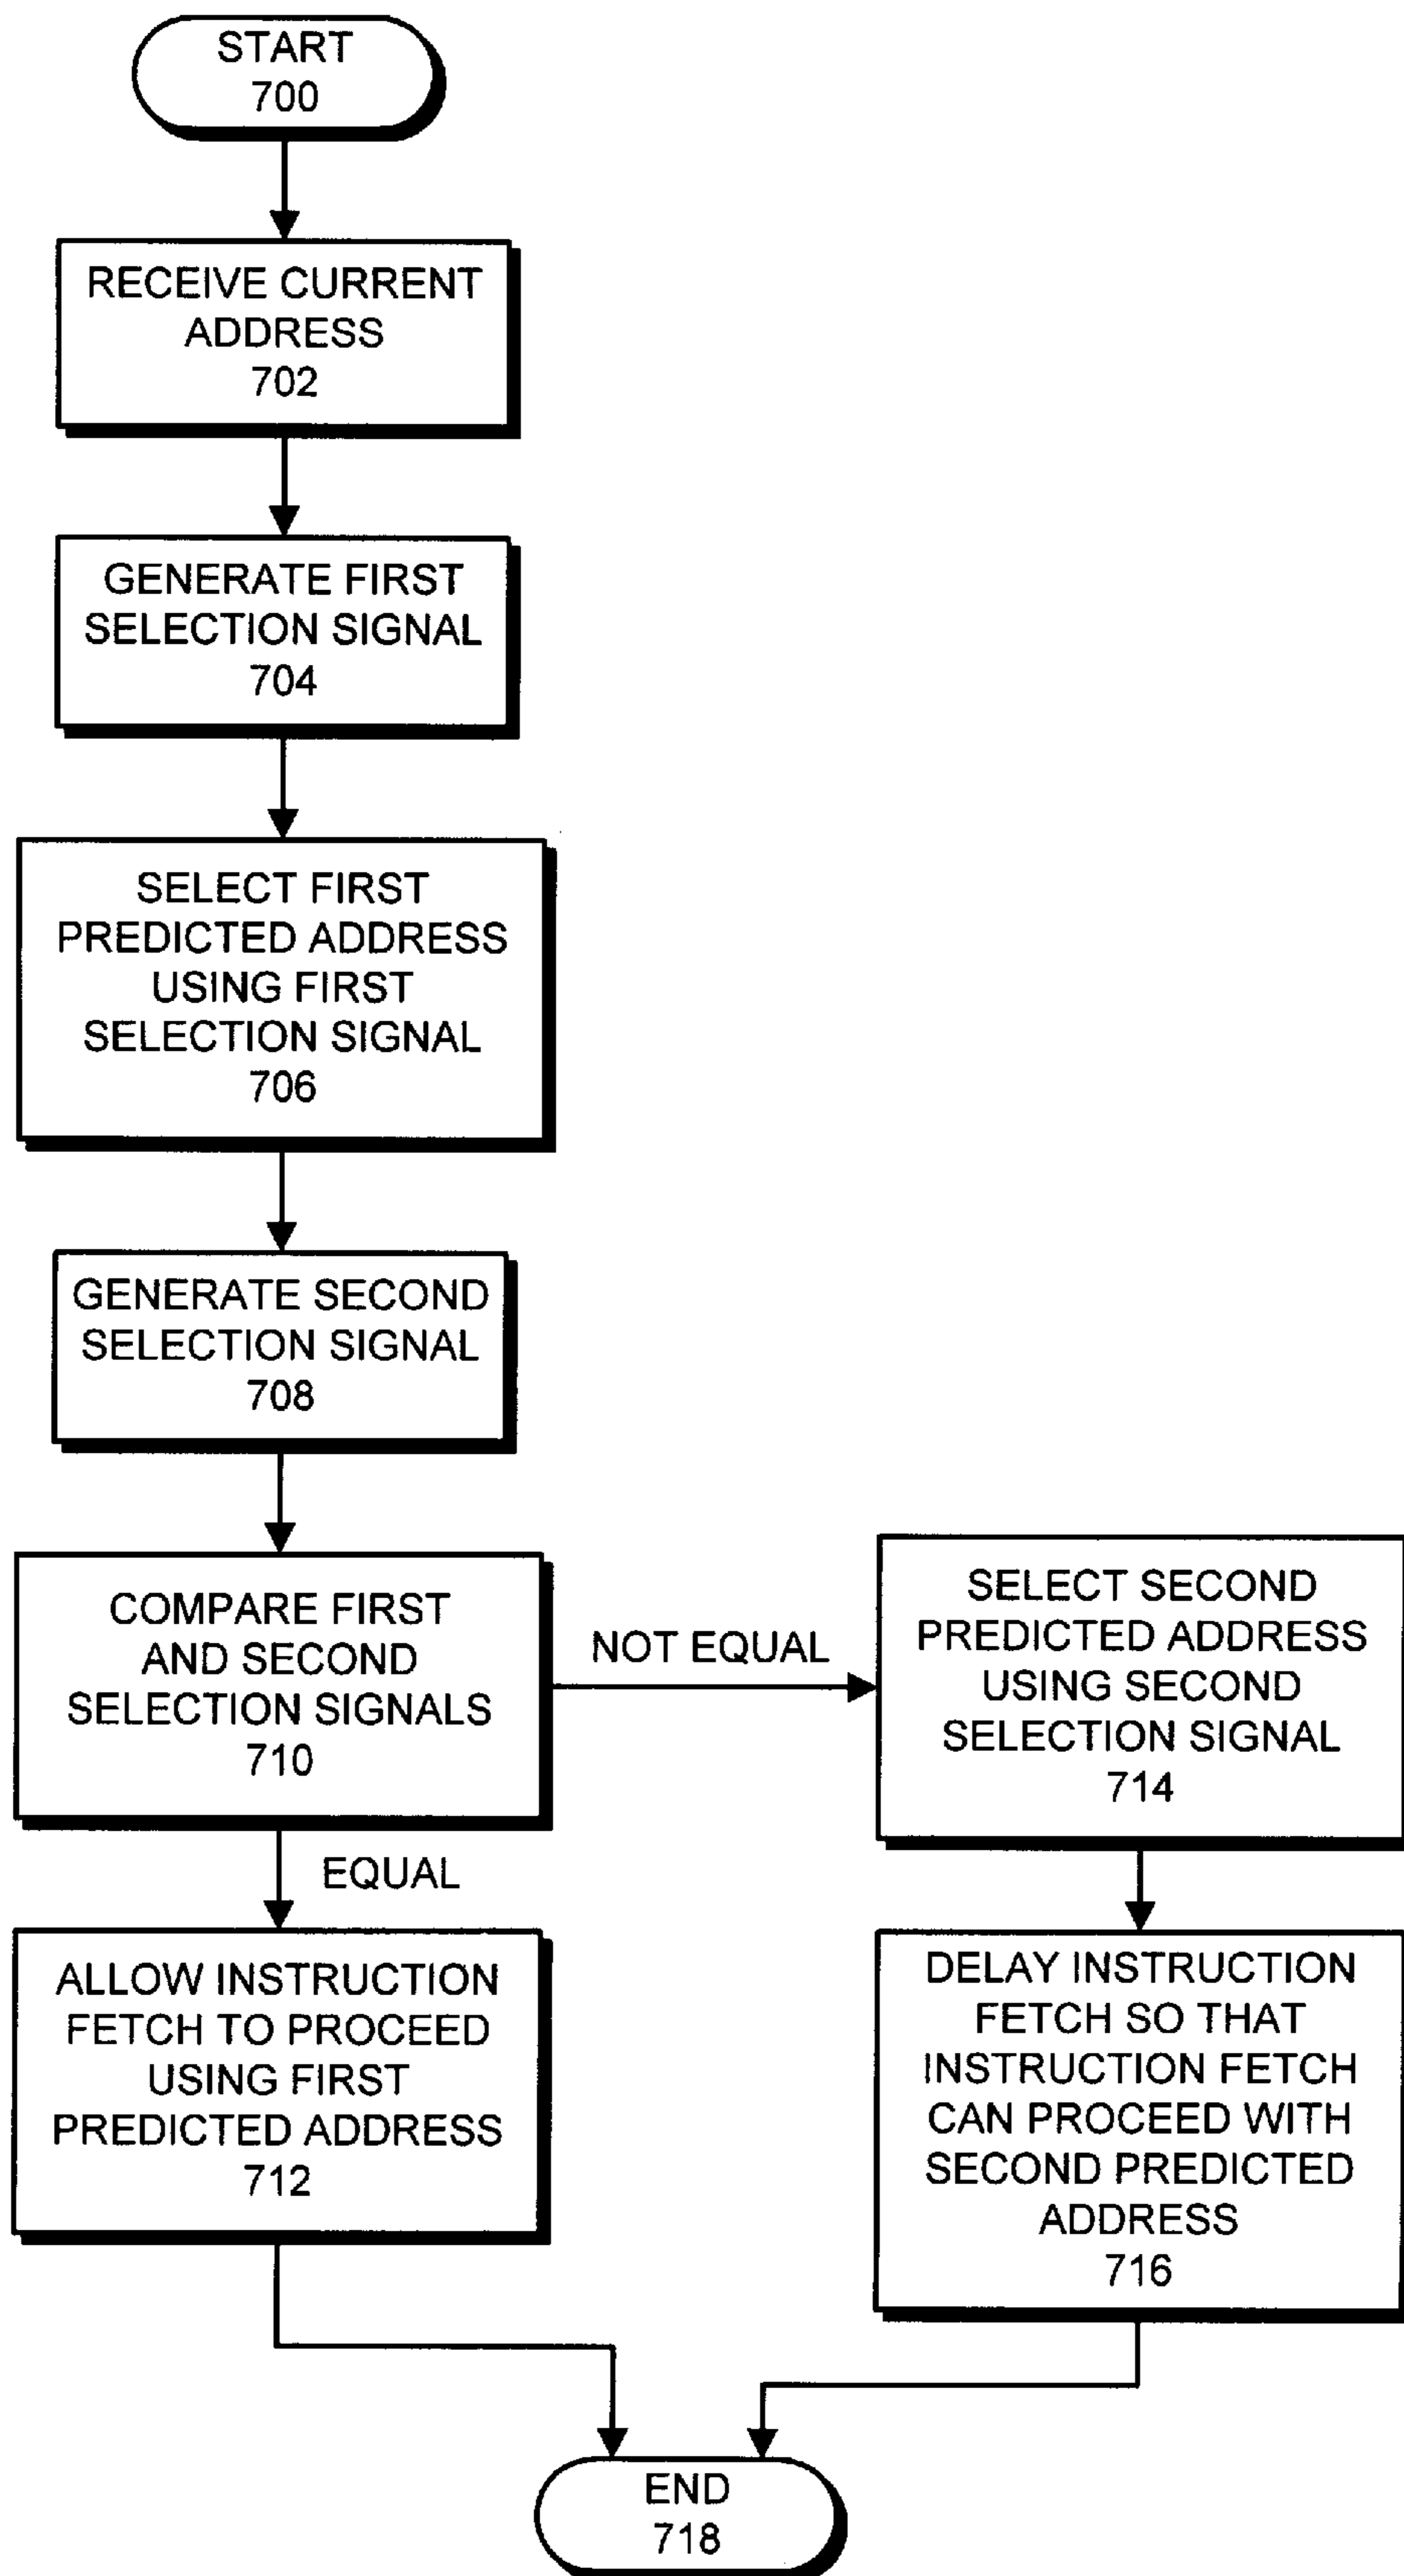 START
700
RECEIVE CURRENT
ADDRESS
702
GENERATE FIRST
SELECTION SIGNAL
704
SELECT FIRST
PREDICTED ADDRESS
USING FIRST
SELECTION SIGNAL
706
GENERATE SECOND
SELECTION SIGNAL
708
COMPARE FIRST
AND SECOND
SELECTION SIGNALS
710
NOT EQUAL
SELECT SECOND
PREDICTED ADDRESS
USING SECOND
SELECTION SIGNAL
714
EQUAL
ALLOW INSTRUCTION
FETCH TO PROCEED
USING FIRST
PREDICTED ADDRESS
712
DELAY INSTRUCTION
FETCH SO THAT
INSTRUCTION FETCH
CAN PROCEED WITH
SECOND PREDICTED
ADDRESS
716
END
718